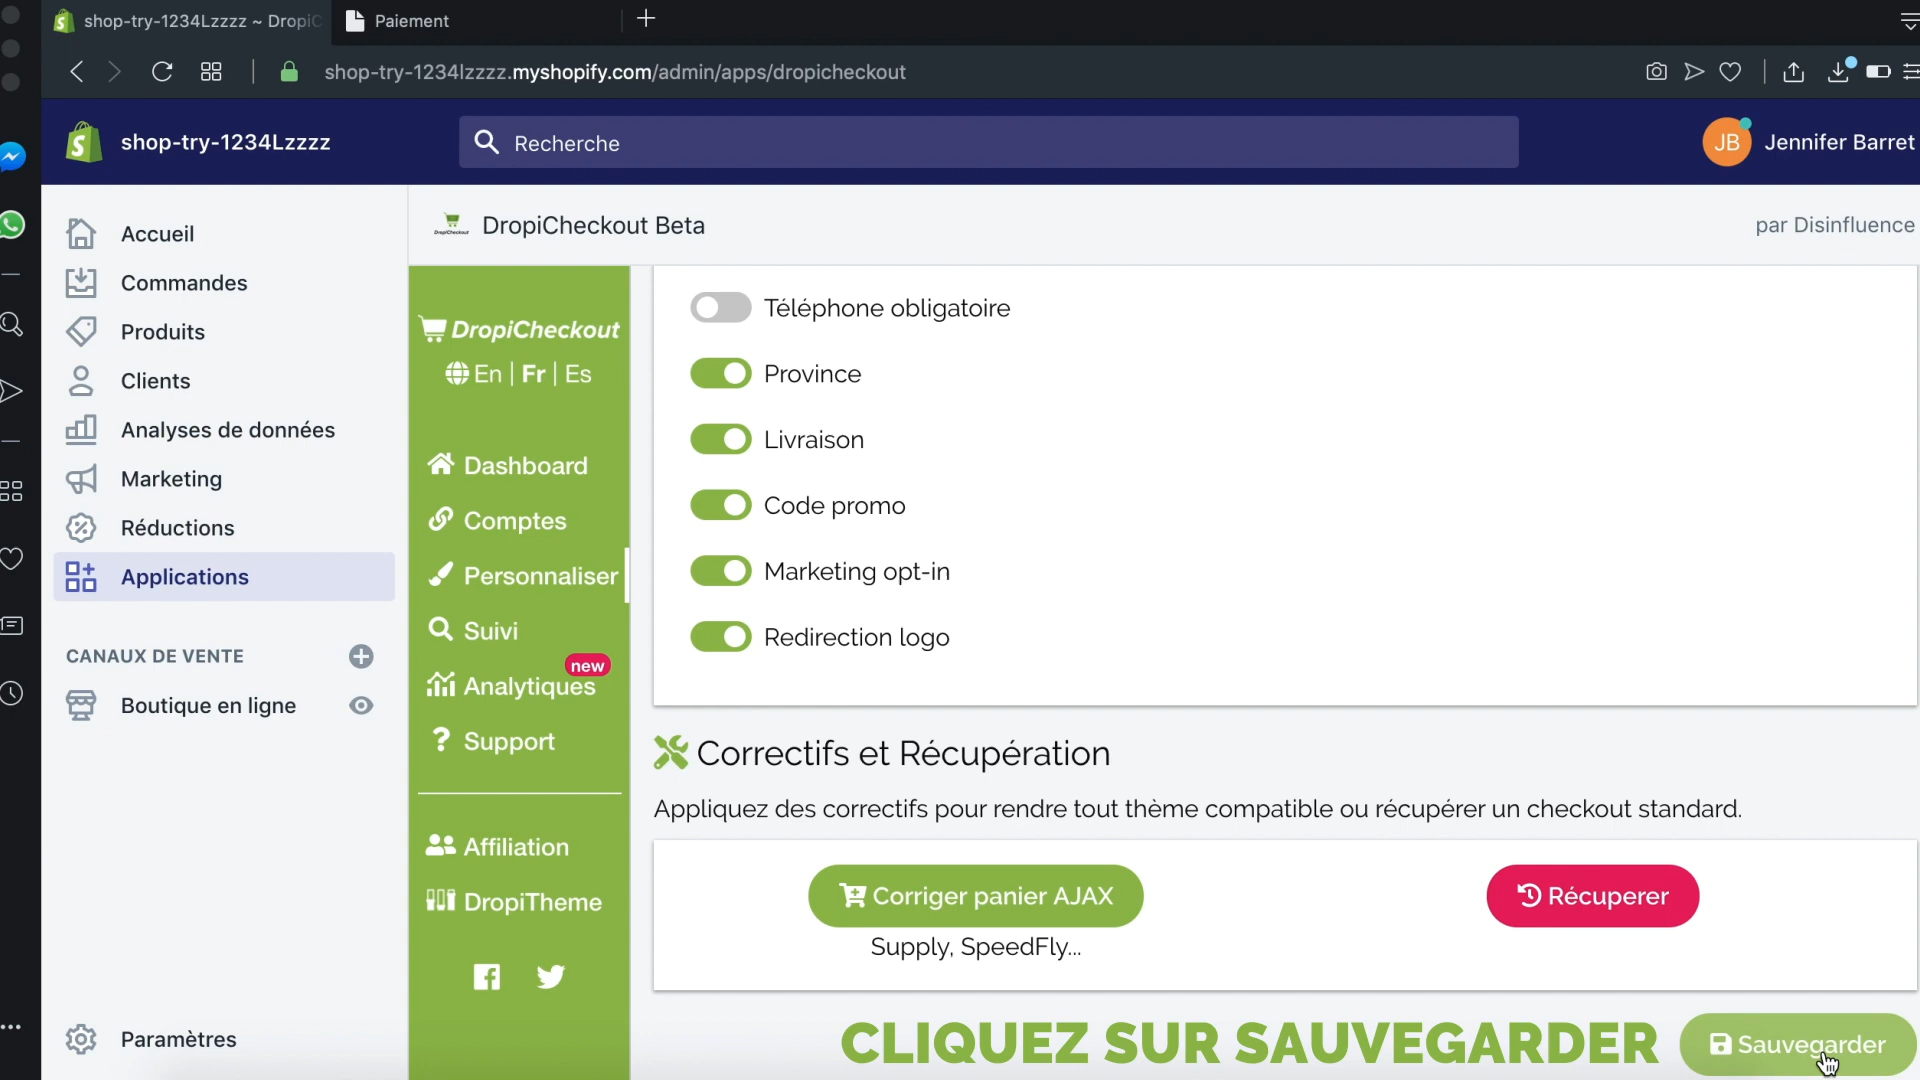 shop-try-1234Lzzzz ~ DropiC
Paiement
shop-try-1234lzzzz.myshopify.com/admin/apps/dropicheckout
shop-try-1234Lzzzz
Recherche
JB
Jennifer Barret
Accueil
Commandes
Produits
Clients
Analyses de données
Marketing
Réductions
Applications
CANAUX DE VENTE
Boutique en ligne
Paramètres
DropiCheckout
DropiCheckout Beta
par Disinfluence
DropiCheckout
En | Fr | Es
Dashboard
Comptes
Personnaliser
Suivi
new
Analytiques
? Support
Affiliation
DropiTheme
Téléphone obligatoire
Province
Livraison
Code promo
Marketing opt-in
Redirection logo
Correctifs et Récupération
Appliquez des correctifs pour rendre tout thème compatible ou récupérer un checkout standard.
Corriger panier AJAX
Supply, SpeedFly...
Récuperer
CLIQUEZ SUR SAUVEGARDER
Sauvegarder